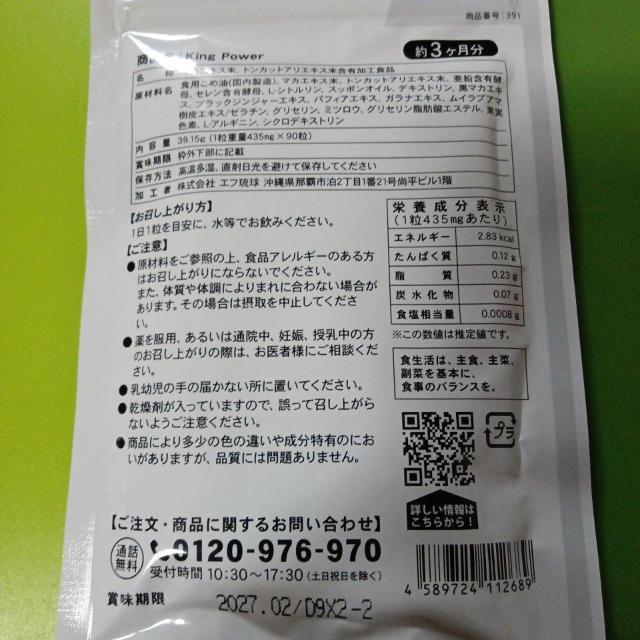 商品番号:391
King Power
約3ヶ月分
名 称 エキス末、トンカットアリエキス末含有加工食品
原材料名 食用こめ油(国内製造)、マカエキス末、トンカットアリエキス末、亜鉛含有酵
母、セレン含有酵母、L-シトルリン、スッポンオイル、デキストリン、黒マカエキ
ス、ブラックジンジャーエキス、パフィアエキス、ガラナエキス、ムイラプアマ
樹皮エキス/ゼラチン、グリセリン、ミツロウ、グリセリン脂肪酸エステル、果実
色素、L-アルギニン、シクロデキストリン
内 容 量 39.15g(1粒重量435mg×90粒)
賞味期限 枠外下部に記載
保存方法 高温多湿、直射日光を避けて保存してください
加 工 者 株式会社 エフ琉球 沖縄県那覇市泊2丁目1番21号尚平ビル1階
【お召し上がり方】
1日1粒を目安に、水等でお飲みください。
【ご注意】
●原材料をご参照の上、食品アレルギーのある方
はお召し上がりにならないでください。
また、体質や体調によりまれに合わない場合が
あります。その場合は摂取を中止してくださ
い。
●薬を服用、あるいは通院中、妊娠、授乳中の方
のお召し上がりの際は、お医者様にご相談くだ
さい。
●乳幼児の手の届かない所に置いてください。
●乾燥剤が入っていますので、誤って召し上がら
ないようご注意ください。
●商品により多少の色の違いや成分特有のにお
いがありますが、品質には問題ありません。
栄養成分表示
(1粒435mgあたり)
エネルギー 2.83kcal
たんぱく質 0.12g
脂 質 0.23g
炭水化物 0.07g
食塩相当量 0.0008g
※この数値は推定値です。
食生活は、主食、主菜、
副菜を基本に、
食事のバランスを。
プラ
詳しい情報は
こちらから!
【ご注文・商品に関するお問い合わせ】
通話
無料
0120-976-970
受付時間 10:30~17:30(土日祝日を除く)
賞味期限 2027.02/D9X2-2
4 589724 112689